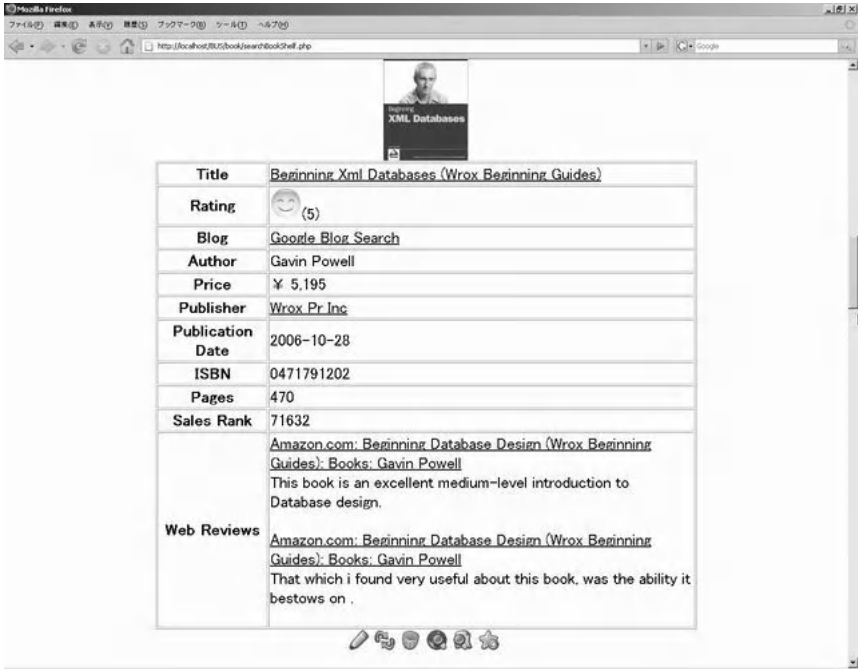 Mozilla Firefox
ファイル(F) 編集(E) 表示(V) 履歴(S) ブックマーク(B) ツール(T) ヘルプ(H)
http://localhost/BUS/book/searchBookShelf.php
Google
Beginning
XML Databases
Title Beginning Xml Databases (Wrox Beginning Guides)
Rating (5)
Blog Google Blog Search
Author Gavin Powell
Price ¥ 5,195
Publisher Wrox Pr Inc
Publication
Date 2006-10-28
ISBN 0471791202
Pages 470
Sales Rank 71632
Web Reviews
Amazon.com: Beginning Database Design (Wrox Beginning
Guides): Books: Gavin Powell
This book is an excellent medium-level introduction to
Database design.
Amazon.com: Beginning Database Design (Wrox Beginning
Guides): Books: Gavin Powell
That which i found very useful about this book, was the ability it
bestows on .